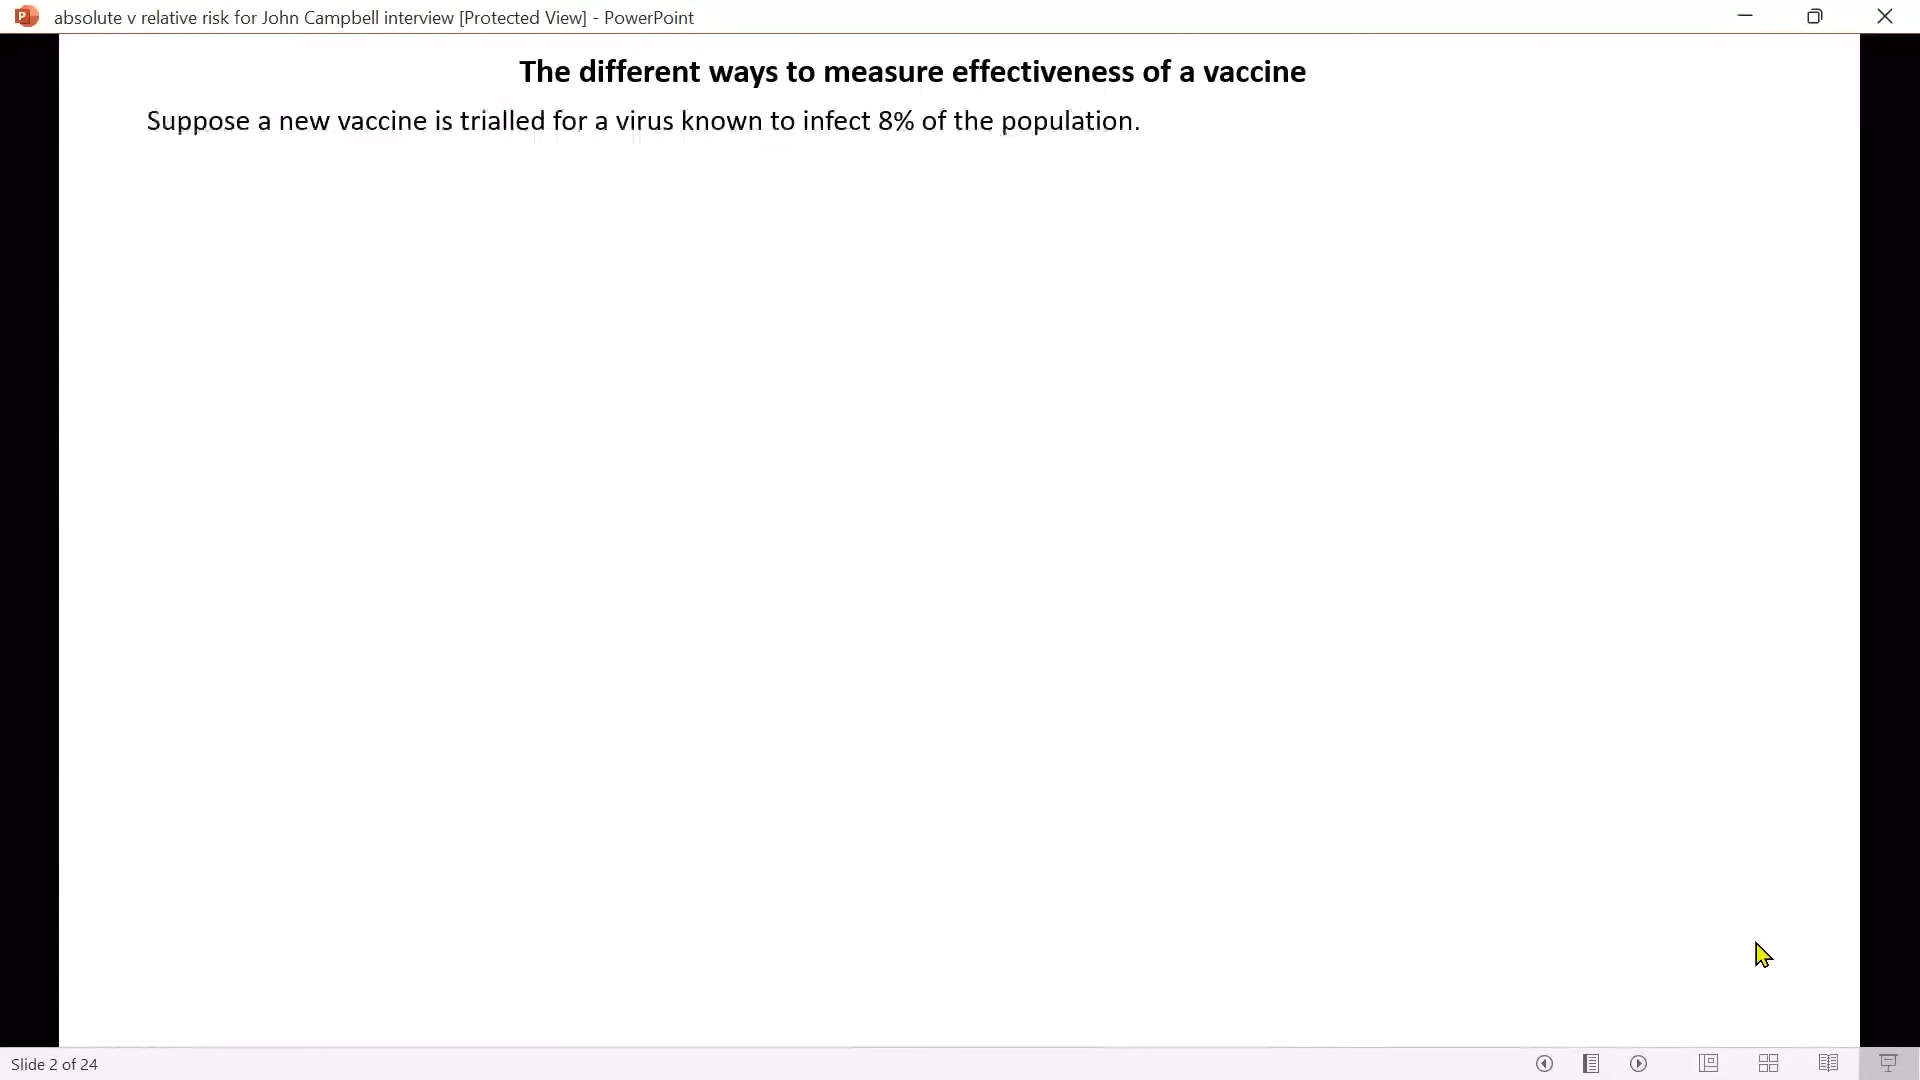 absolute v relative risk for John Campbell interview [Protected View] - PowerPoint
The different ways to measure effectiveness of a vaccine
Suppose a new vaccine is trialled for a virus known to infect 8% of the population.
Slide 2 of 24